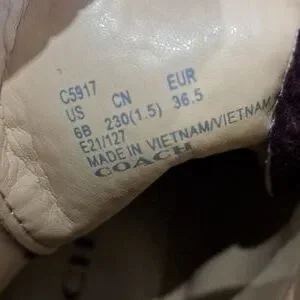 C5917
US CN EUR
6B 230(1.5) 36.5
E21/127
MADE IN VIETNAM/VIETNAM
COACH